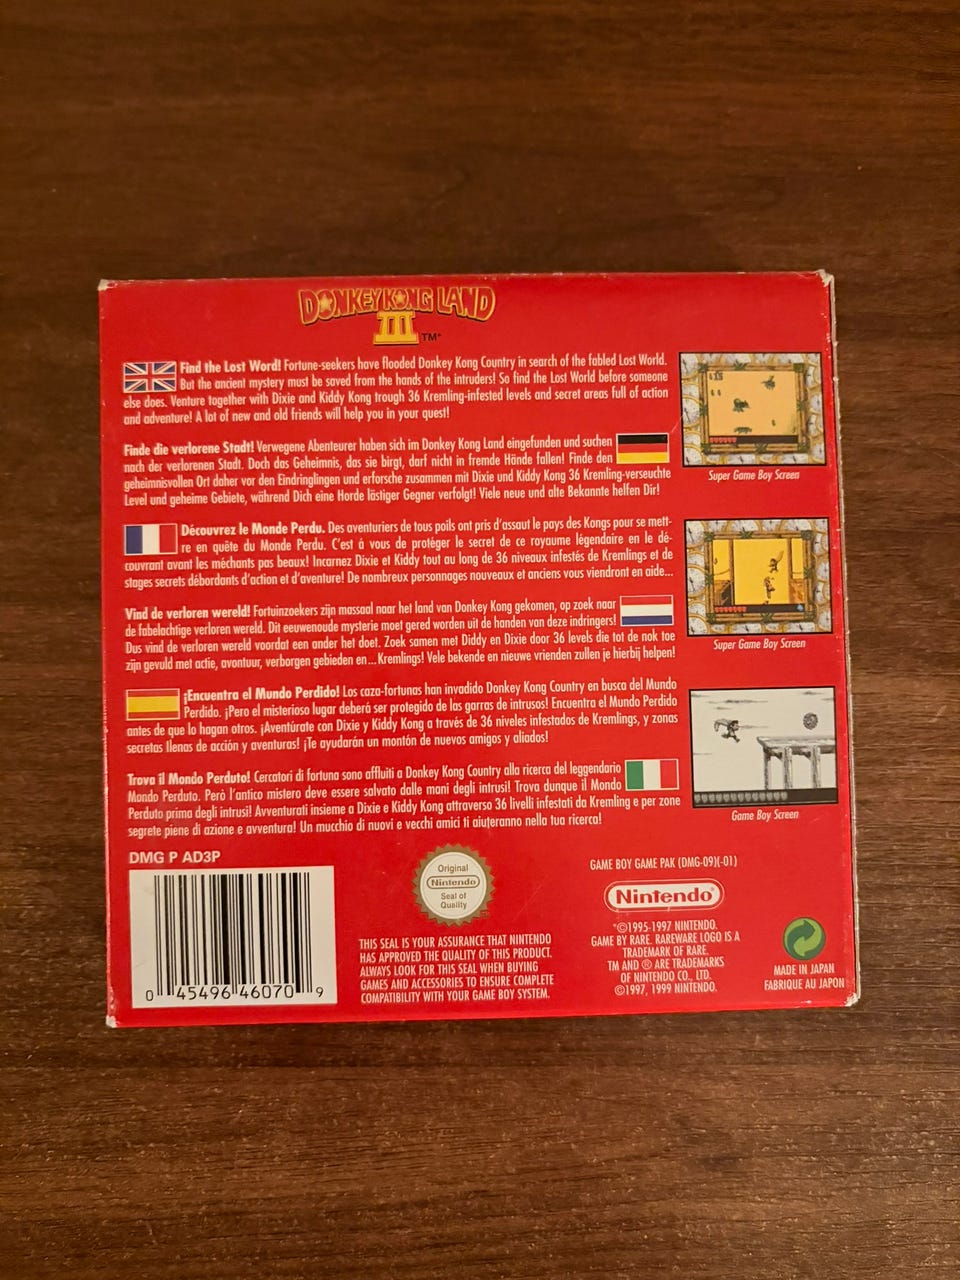 DONKEY KONG LAND
III TM*
Find the Lost Word! Fortune-seekers have flooded Donkey Kong Country in search of the fabled Lost World.
But the ancient mystery must be saved from the hands of the intruders! So find the Lost World before someone
else does. Venture together with Dixie and Kiddy Kong trough 36 Kremling-infested levels and secret areas full of action
and adventure! A lot of new and old friends will help you in your quest!
Finde die verlorene Stadt! Verwegene Abenteurer haben sich im Donkey Kong Land eingefunden und suchen
nach der verlorenen Stadt. Doch das Geheimnis, das sie birgt, darf nicht in fremde Hände fallen! Finde den
geheimnisvollen Ort daher vor den Eindringlingen und erforsche zusammen mit Dixie und Kiddy Kong 36 Kremling-verseuchte
Level und geheime Gebiete, während Dich eine Horde lästiger Gegner verfolgt! Viele neue und alte Bekannte helfen Dir!
Découvrez le Monde Perdu. Des aventuriers de tous poils ont pris d'assaut le pays des Kongs pour se mett-
re en quête du Monde Perdu. C'est à vous de protéger le secret de ce royaume légendaire en le dé-
couvrant avant les méchants pas beaux! Incarnez Dixie et Kiddy tout au long de 36 niveaux infestés de Kremlings et de
stages secrets débordants d'action et d'aventure! De nombreux personnages nouveaux et anciens vous viendront en aide...
Vind de verloren wereld! Fortuinzoekers zijn massaal naar het land van Donkey Kong gekomen, op zoek naar
de fabelachtige verloren wereld. Dit eeuwenoude mysterie moet gered worden uit de handen van deze indringers!
Dus vind de verloren wereld voordat een ander het doet. Zoek samen met Diddy en Dixie door 36 levels die tot de nok toe
zijn gevuld met actie, avontuur, verborgen gebieden en... Kremlings! Vele bekende en nieuwe vrienden zullen je hierbij helpen!
¡Encuentra el Mundo Perdido! Los caza-fortunas han invadido Donkey Kong Country en busca del Mundo
Perdido. ¡Pero el misterioso lugar deberá ser protegido de las garras de intrusos! Encuentra el Mundo Perdido
antes de que lo hagan otros. ¡Aventúrate con Dixie y Kiddy Kong a través de 36 niveles infestados de Kremlings, y zonas
secretas llenas de acción y aventuras! ¡Te ayudarán un montón de nuevos amigos y aliados!
Trova il Mondo Perduto! Cercatori di fortuna sono affluiti a Donkey Kong Country alla ricerca del leggendario
Mondo Perduto. Però l'antico mistero deve essere salvato dalle mani degli intrusi! Trova dunque il Mondo
Perduto prima degli intrusi! Avventurati insieme a Dixie e Kiddy Kong attraverso 36 livelli infestati da Kremling e per zone
segrete piene di azione e avventura! Un mucchio di nuovi e vecchi amici ti aiuteranno nella tua ricerca!
Super Game Boy Screen
Super Game Boy Screen
Game Boy Screen
DMG P AD3P
0 45496 46070 9
Original
Nintendo
Seal of
Quality
THIS SEAL IS YOUR ASSURANCE THAT NINTENDO
HAS APPROVED THE QUALITY OF THIS PRODUCT.
ALWAYS LOOK FOR THIS SEAL WHEN BUYING
GAMES AND ACCESSORIES TO ENSURE COMPLETE
COMPATIBILITY WITH YOUR GAME BOY SYSTEM.
GAME BOY GAME PAK (DMG-09)(-01)
Nintendo®
*©1995-1997 NINTENDO.
GAME BY RARE. RAREWARE LOGO IS A
TRADEMARK OF RARE.
TM AND ® ARE TRADEMARKS
OF NINTENDO CO., LTD.
©1997, 1999 NINTENDO.
MADE IN JAPAN
FABRIQUE AU JAPON